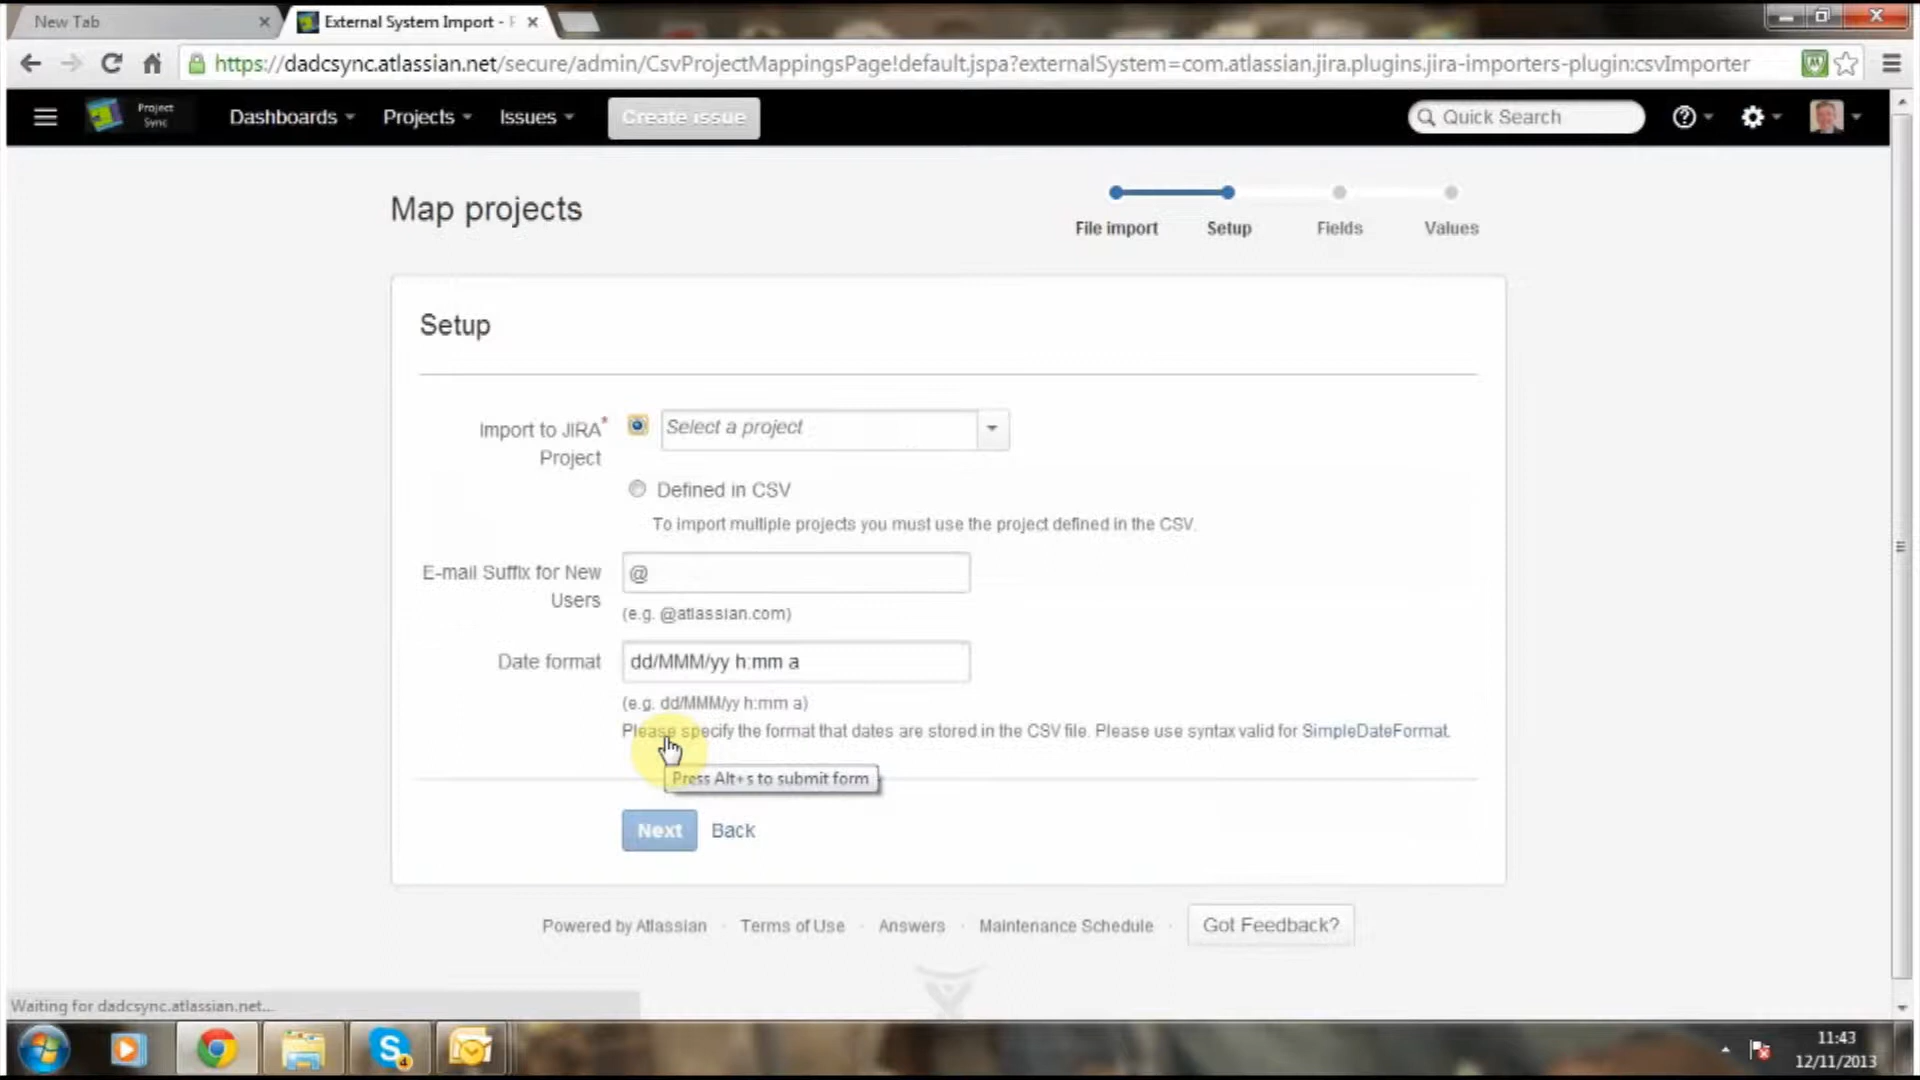 New Tab
External System Import - F
https://dadcsync.atlassian.net/secure/admin/CsvProjectMappingsPage!default.jspa?externalSystem=com.atlassian.jira.plugins.jira-importers-plugin:csvImporter
Project Sync
Dashboards
Projects
Issues
Create issue
Quick Search
Map projects
File import
Setup
Fields
Values
Setup
Import to JIRA*
Project
Select a project
Defined in CSV
To import multiple projects you must use the project defined in the CSV.
E-mail Suffix for New
Users
@
(e.g. @atlassian.com)
Date format
dd/MMM/yy h:mm a
(e.g. dd/MMM/yy h:mm a)
Please specify the format that dates are stored in the CSV file. Please use syntax valid for SimpleDateFormat.
Press Alt+s to submit form
Next
Back
Powered by Atlassian · Terms of Use · Answers · Maintenance Schedule · Got Feedback?
Waiting for dadcsync.atlassian.net...
4
11:43
12/11/2013